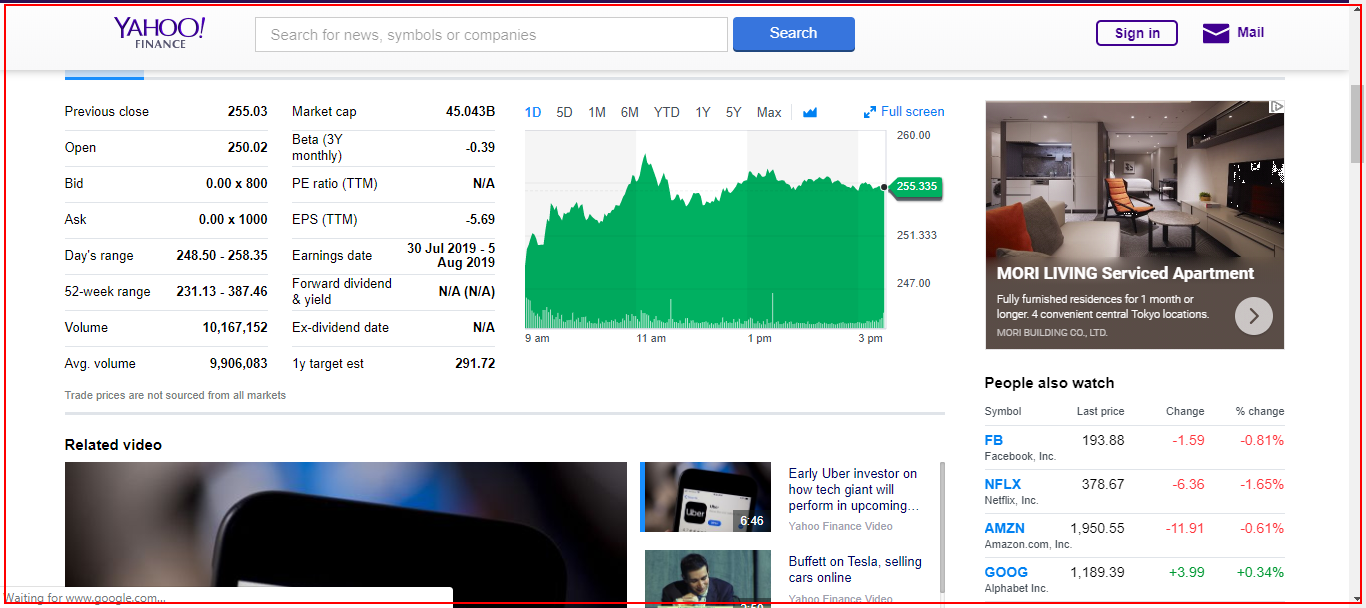 YAHOO!
FINANCE
Search for news, symbols or companies
Search
Sign in
Mail
Previous close 255.03
Open 250.02
Bid 0.00 x 800
Ask 0.00 x 1000
Day's range 248.50 - 258.35
52-week range 231.13 - 387.46
Volume 10,167,152
Avg. volume 9,906,083
Market cap 45.043B
Beta (3Y
monthly) -0.39
PE ratio (TTM) N/A
EPS (TTM) -5.69
Earnings date 30 Jul 2019 - 5
Aug 2019
Forward dividend
& yield N/A (N/A)
Ex-dividend date N/A
1y target est 291.72
Trade prices are not sourced from all markets
1D 5D 1M 6M YTD 1Y 5Y Max Full screen
260.00
255.335
251.333
247.00
9 am 11 am 1 pm 3 pm
MORI LIVING Serviced Apartment
Fully furnished residences for 1 month or
longer. 4 convenient central Tokyo locations.
MORI BUILDING CO., LTD.
People also watch
Symbol Last price Change % change
FB 193.88 -1.59 -0.81%
Facebook, Inc.
NFLX 378.67 -6.36 -1.65%
Netflix, Inc.
AMZN 1,950.55 -11.91 -0.61%
Amazon.com, Inc.
GOOG 1,189.39 +3.99 +0.34%
Alphabet Inc.
Related video
Uber
6:46
Early Uber investor on
how tech giant will
perform in upcoming…
Yahoo Finance Video
Buffett on Tesla, selling
cars online
Yahoo Finance Video
Waiting for www.google.com...